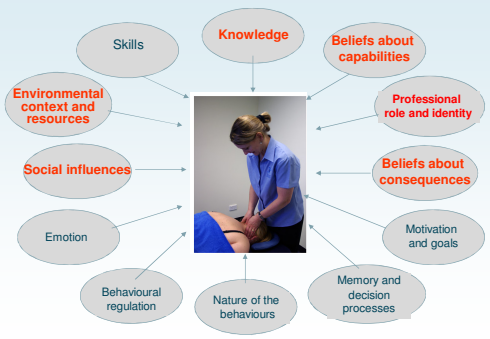 Knowledge
Skills
Beliefs about
capabilities
Environmental
context and
resources
Professional
role and identity
Social influences
Beliefs about
consequences
Emotion
Motivation
and goals
Behavioural
regulation
Nature of the
behaviours
Memory and
decision
processes